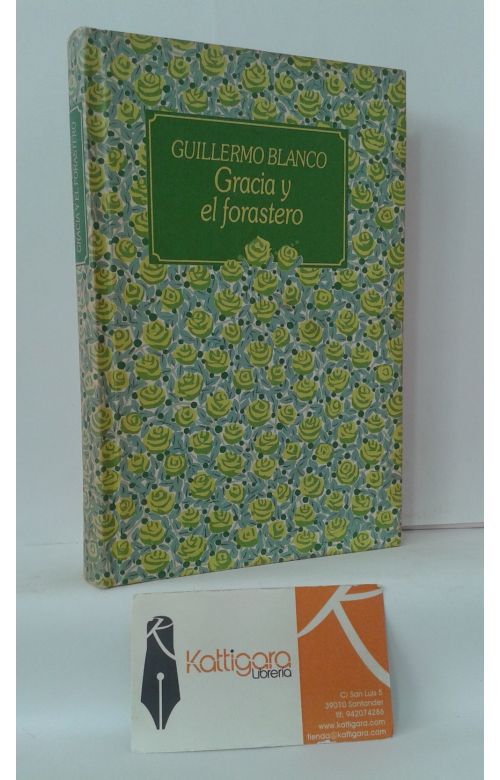 GRACIA Y EL FORASTERO
GUILLERMO BLANCO
Gracia y
el forastero
K
K
Kattigara
Librería
C/ San Luis 5
39010 Santander
tlf. 942074286
www.kattigara.com
tienda@kattigara.com